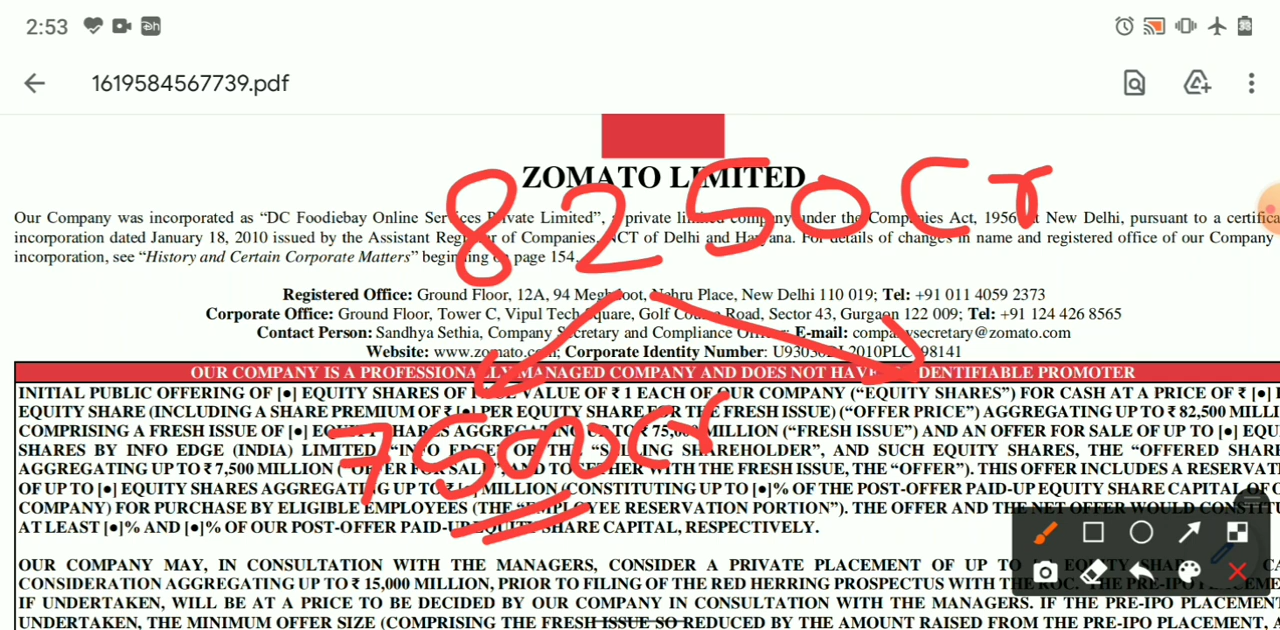 2:53
1619584567739.pdf
ZOMATO LIMITED
8250 Cr
Our Company was incorporated as “DC Foodiebay Online Services Private Limited”, a private limited company under the Companies Act, 1956 at New Delhi, pursuant to a certifica
incorporation dated January 18, 2010 issued by the Assistant Registrar of Companies, NCT of Delhi and Haryana. For details of changes in name and registered office of our Company
incorporation, see “History and Certain Corporate Matters” beginning on page 154.
Registered Office: Ground Floor, 12A, 94 Meghdoot, Nehru Place, New Delhi 110 019; Tel: +91 011 4059 2373
Corporate Office: Ground Floor, Tower C, Vipul Tech Square, Golf Course Road, Sector 43, Gurgaon 122 009; Tel: +91 124 426 8565
Contact Person: Sandhya Sethia, Company Secretary and Compliance Officer; E-mail: companysecretary@zomato.com
Website: www.zomato.com; Corporate Identity Number:
OUR COMPANY IS A PROFESSIONALLY MANAGED COMPANY AND DOES NOT HAVE AN IDENTIFIABLE PROMOTER
INITIAL PUBLIC OFFERING OF [●] EQUITY SHARES OF FACE VALUE OF ₹ 1 EACH OF OUR COMPANY (“EQUITY SHARES”) FOR CASH AT A PRICE OF ₹ [●]
EQUITY SHARE (INCLUDING A SHARE PREMIUM OF ₹ [●] PER EQUITY SHARE FOR THE FRESH ISSUE) (“OFFER PRICE”) AGGREGATING UP TO ₹ 82,500 MILLI
COMPRISING A FRESH ISSUE OF [●] EQUITY SHARES AGGREGATING UP TO ₹ 75,000 MILLION (“FRESH ISSUE”) AND AN OFFER FOR SALE OF UP TO [●] EQU
7500 Cr
SHARES BY INFO EDGE (INDIA) LIMITED (“INFO EDGE” OR THE “SELLING SHAREHOLDER”, AND SUCH EQUITY SHARES, THE “OFFERED SHAR
AGGREGATING UP TO ₹ 7,500 MILLION (“OFFER FOR SALE” AND TOGETHER WITH THE FRESH ISSUE, THE “OFFER”). THIS OFFER INCLUDES A RESERVAT
OF UP TO [●] EQUITY SHARES AGGREGATING UP TO ₹ [●] MILLION (CONSTITUTING UP TO [●]% OF THE POST-OFFER PAID-UP EQUITY SHARE CAPITAL OF O
COMPANY) FOR PURCHASE BY ELIGIBLE EMPLOYEES (THE “EMPLOYEE RESERVATION PORTION”). THE OFFER AND THE NET OFFER WOULD CONSTITU
AT LEAST [●]% AND [●]% OF OUR POST-OFFER PAID-UP EQUITY SHARE CAPITAL, RESPECTIVELY.
OUR COMPANY MAY, IN CONSULTATION WITH THE MANAGERS, CONSIDER A PRIVATE PLACEMENT OF UP TO EQUITY SHARES CA
CONSIDERATION AGGREGATING UP TO ₹ 15,000 MILLION, PRIOR TO FILING OF THE RED HERRING PROSPECTUS WITH THE ROC. THE PRE-IPO PLACEME
IF UNDERTAKEN, WILL BE AT A PRICE TO BE DECIDED BY OUR COMPANY IN CONSULTATION WITH THE MANAGERS. IF THE PRE-IPO PLACEMEN
UNDERTAKEN, THE MINIMUM OFFER SIZE (COMPRISING THE FRESH ISSUE SO REDUCED BY THE AMOUNT RAISED FROM THE PRE-IPO PLACEMENT, A